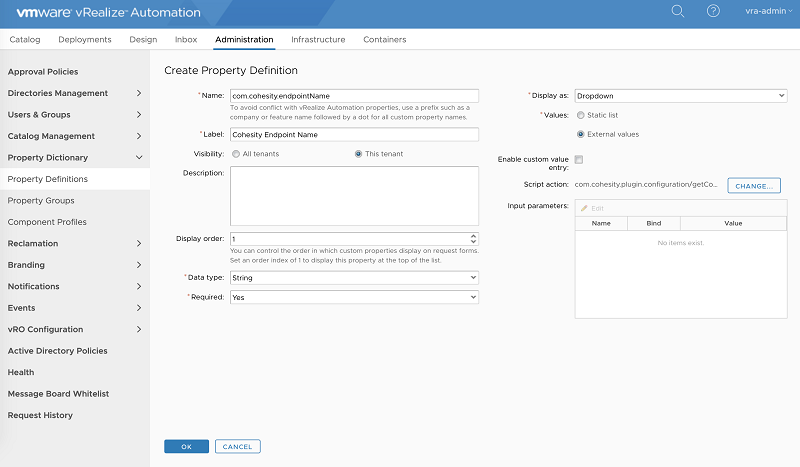 vmware vRealize™ Automation
vra-admin
Catalog Deployments Design Inbox Administration Infrastructure Containers
Approval Policies
Directories Management
Users & Groups
Catalog Management
Property Dictionary
Property Definitions
Property Groups
Component Profiles
Reclamation
Branding
Notifications
Events
vRO Configuration
Active Directory Policies
Health
Message Board Whitelist
Request History
Create Property Definition
*Name: com.cohesity.endpointName
To avoid conflict with vRealize Automation properties, use a prefix such as a
company or feature name followed by a dot for all custom property names.
*Label: Cohesity Endpoint Name
Visibility: All tenants This tenant
Description:
Display order: 1
You can control the order in which custom properties display on request forms.
Set an order index of 1 to display this property at the top of the list.
*Data type: String
*Required: Yes
*Display as: Dropdown
*Values: Static list
External values
Enable custom value
entry:
Script action: com.cohesity.plugin.configuration/getCo... CHANGE...
Input parameters: Edit
Name Bind Value
No items exist.
OK CANCEL